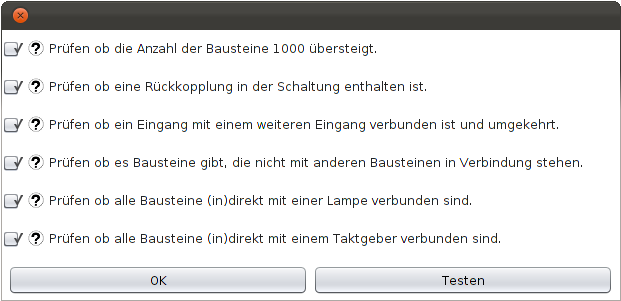 ? Prüfen ob die Anzahl der Bausteine 1000 übersteigt.
? Prüfen ob eine Rückkopplung in der Schaltung enthalten ist.
? Prüfen ob ein Eingang mit einem weiteren Eingang verbunden ist und umgekehrt.
? Prüfen ob es Bausteine gibt, die nicht mit anderen Bausteinen in Verbindung stehen.
? Prüfen ob alle Bausteine (in)direkt mit einer Lampe verbunden sind.
? Prüfen ob alle Bausteine (in)direkt mit einem Taktgeber verbunden sind.
OK Testen